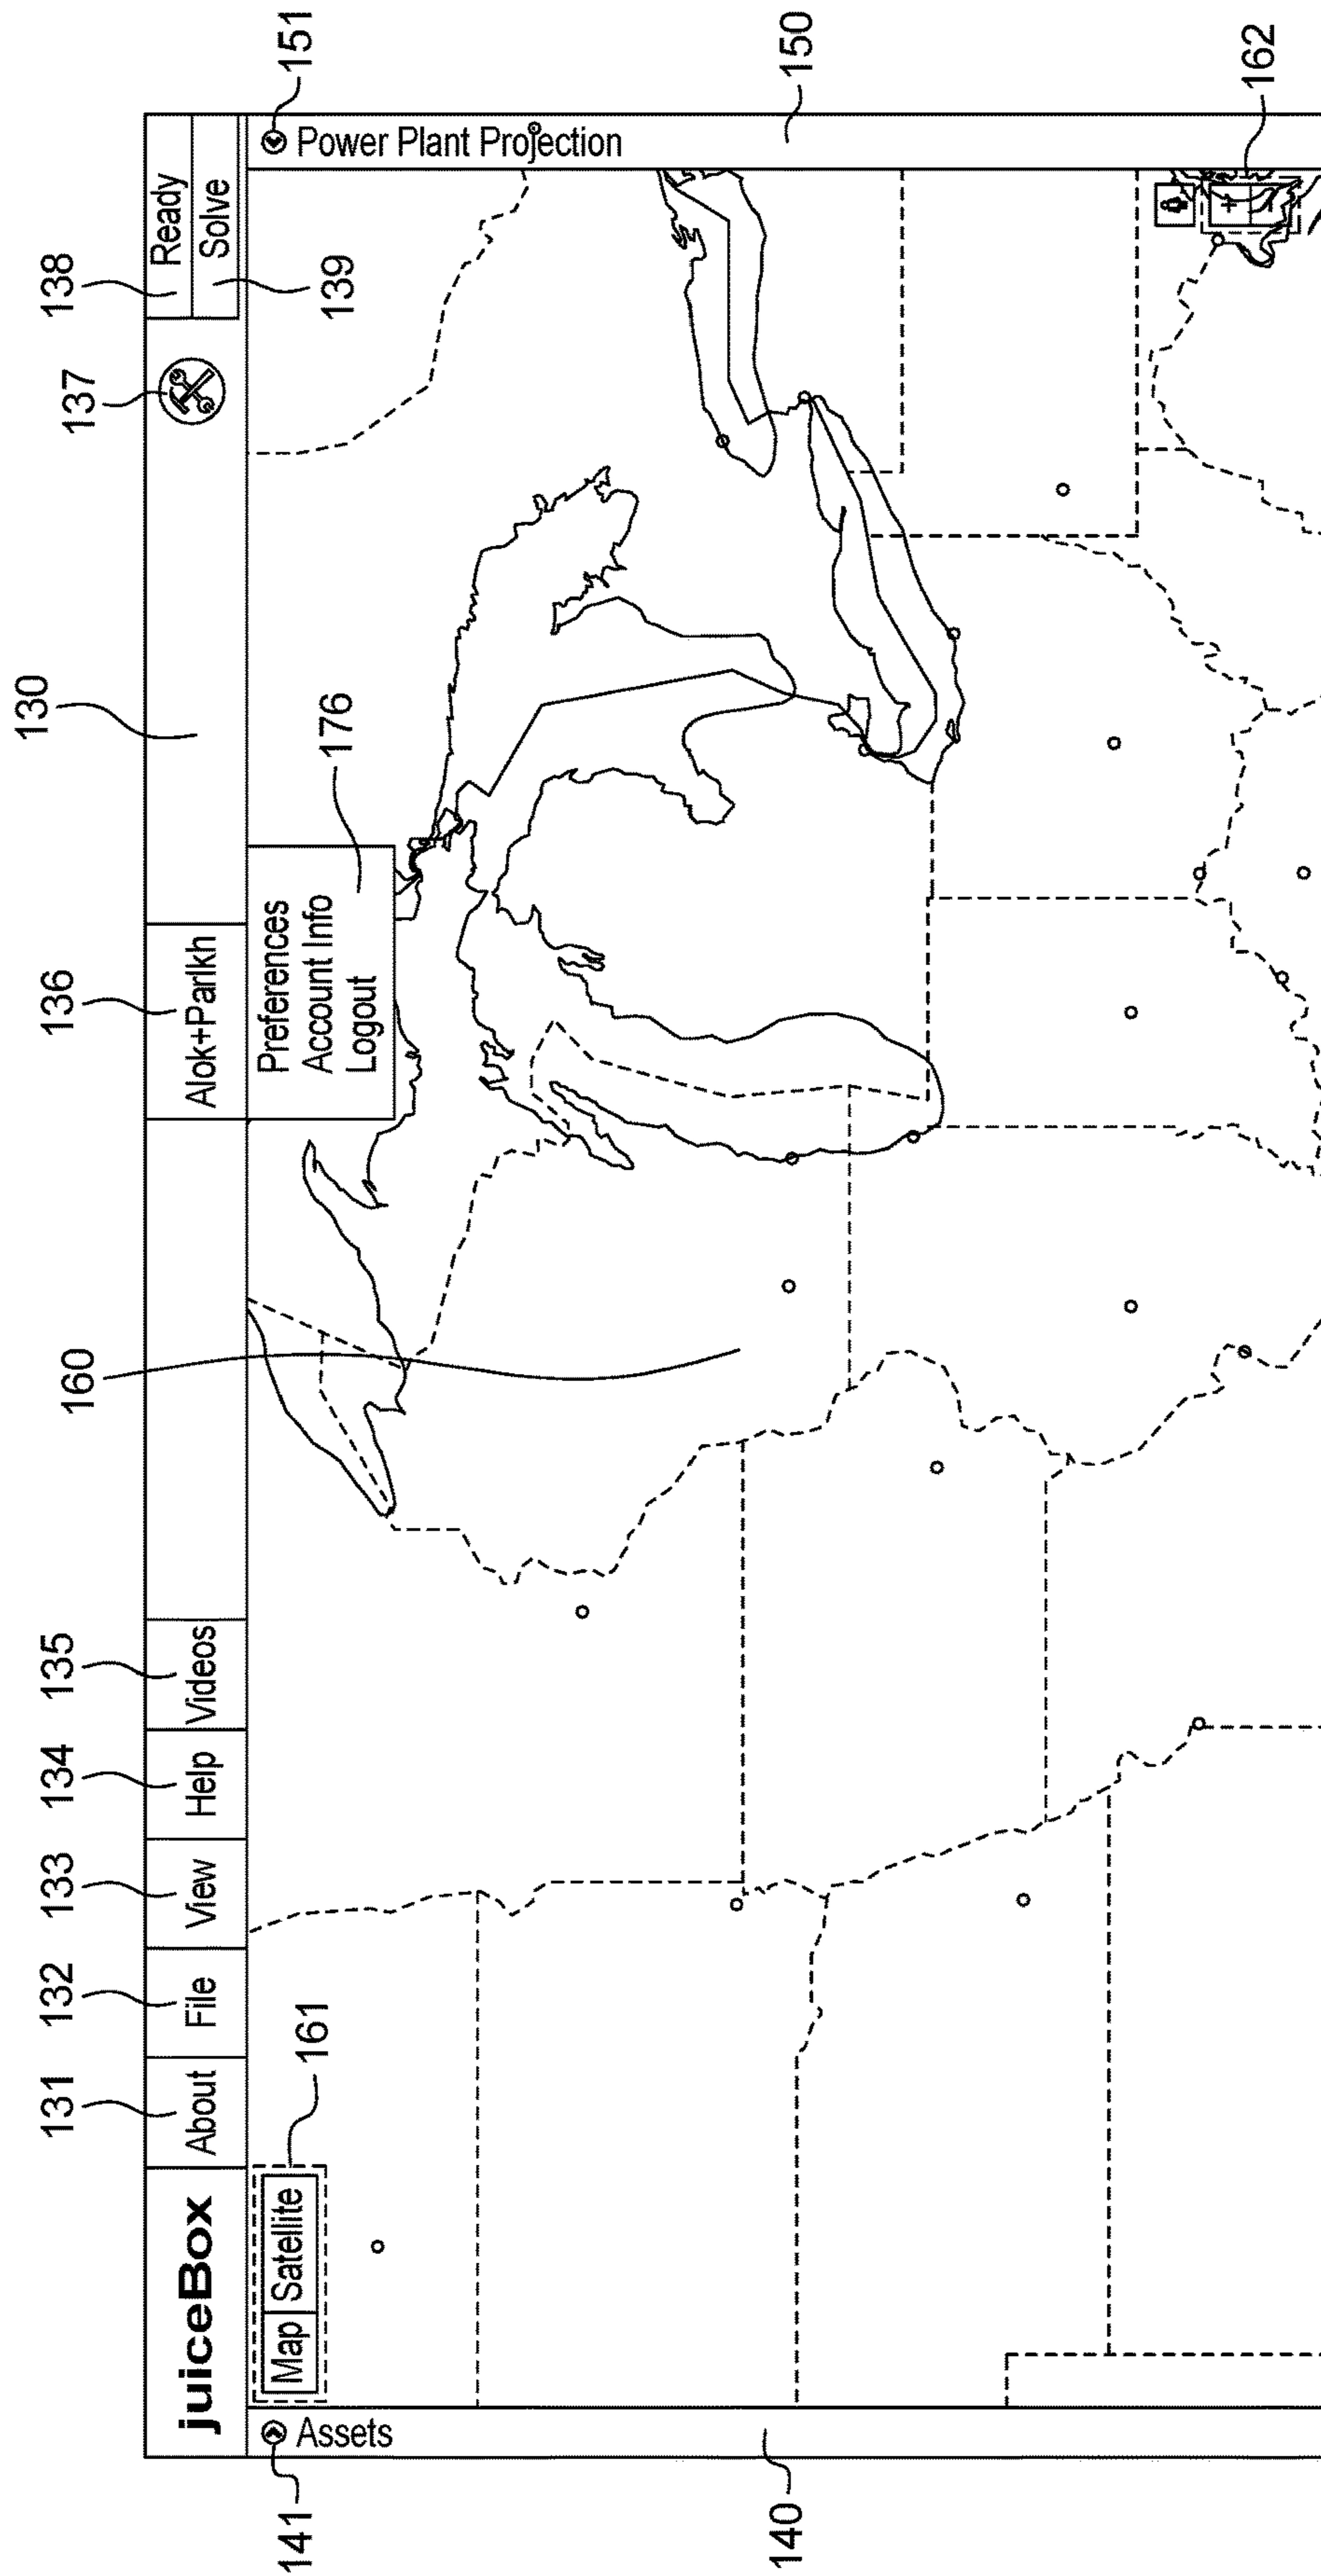 130
131
132
133
134
135
136
137
138
juiceBox
About
File
View
Help
Videos
Alok+Parlkh
Ready
Solve
139
141
Assets
Map
Satellite
161
160
Preferences
Account Info
Logout
176
Power Plant Projection
151
140
150
+
−
162